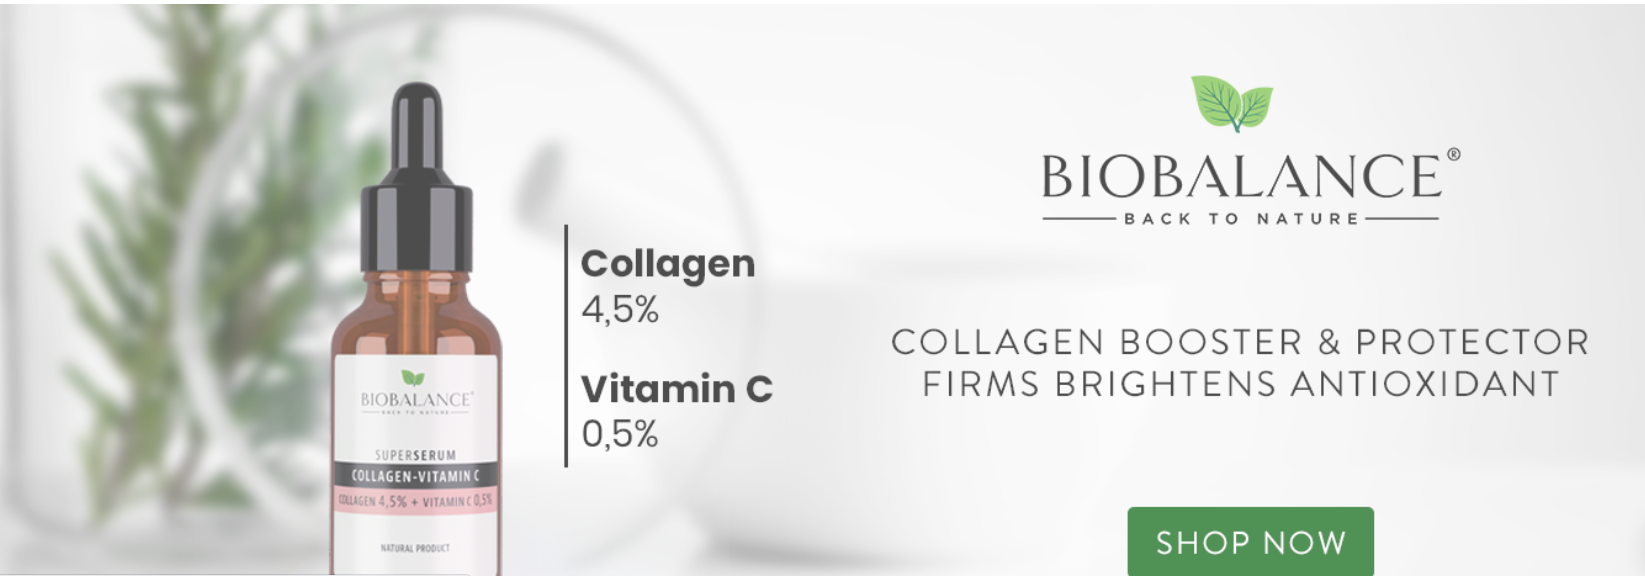 BIOBALANCE®
BACK TO NATURE
SUPERSERUM
COLLAGEN-VITAMIN C
COLLAGEN 4,5% + VITAMIN C 0,5%
NATURAL PRODUCT
Collagen
4,5%
Vitamin C
0,5%
BIOBALANCE®
BACK TO NATURE
COLLAGEN BOOSTER & PROTECTOR
FIRMS BRIGHTENS ANTIOXIDANT
SHOP NOW